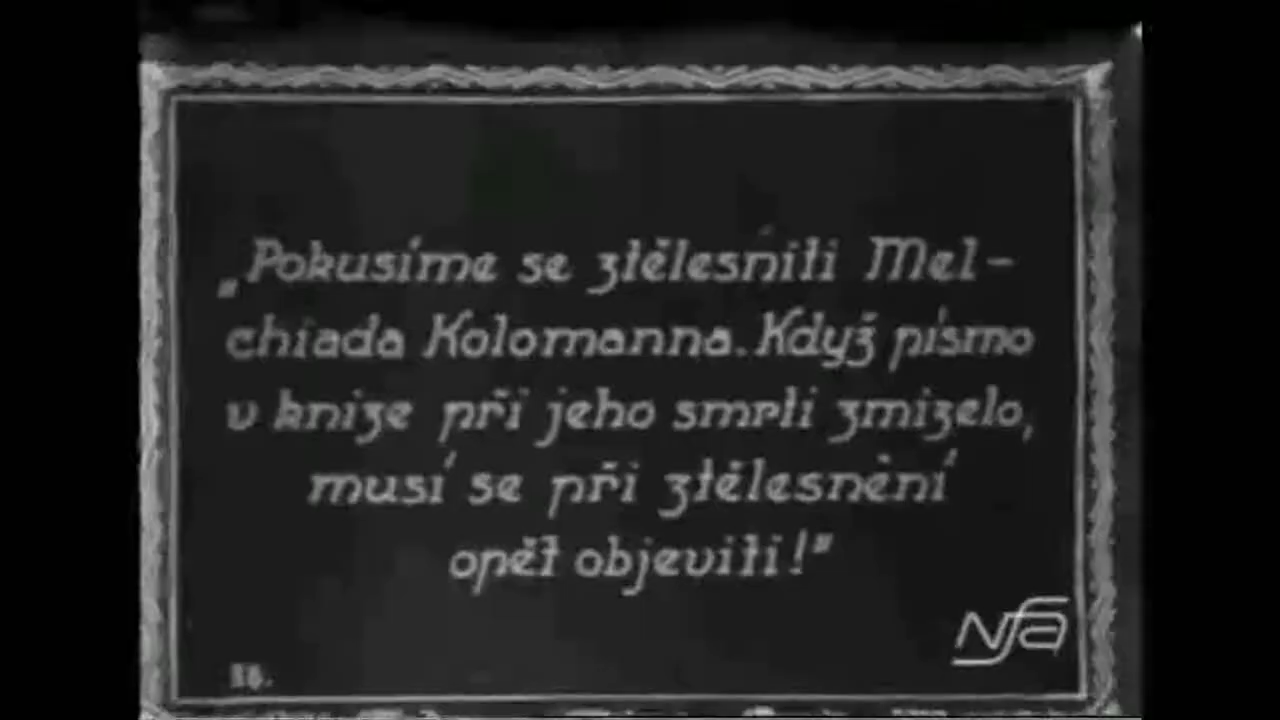 „Pokusíme se ztělesniti Mel-
chiada Kolomanna. Když písmo
v knize při jeho smrti zmizelo,
musí se při ztělesnění
opět objeviti!"
nfa